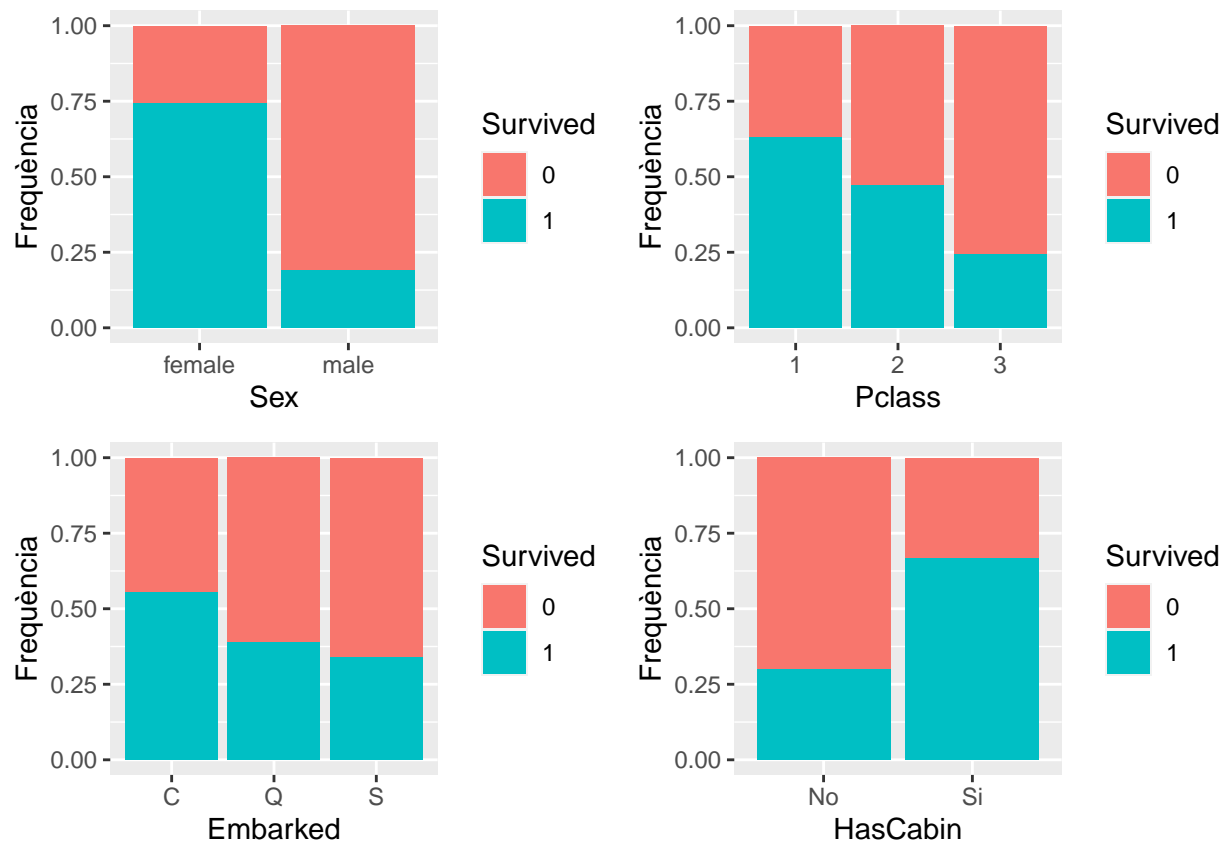 1.00
0.75
0.50
0.25
0.00
Frequència
female male
Sex
Survived
0
1
1.00
0.75
0.50
0.25
0.00
Frequència
1 2 3
Pclass
Survived
0
1
1.00
0.75
0.50
0.25
0.00
Frequència
C Q S
Embarked
Survived
0
1
1.00
0.75
0.50
0.25
0.00
Frequència
No Si
HasCabin
Survived
0
1